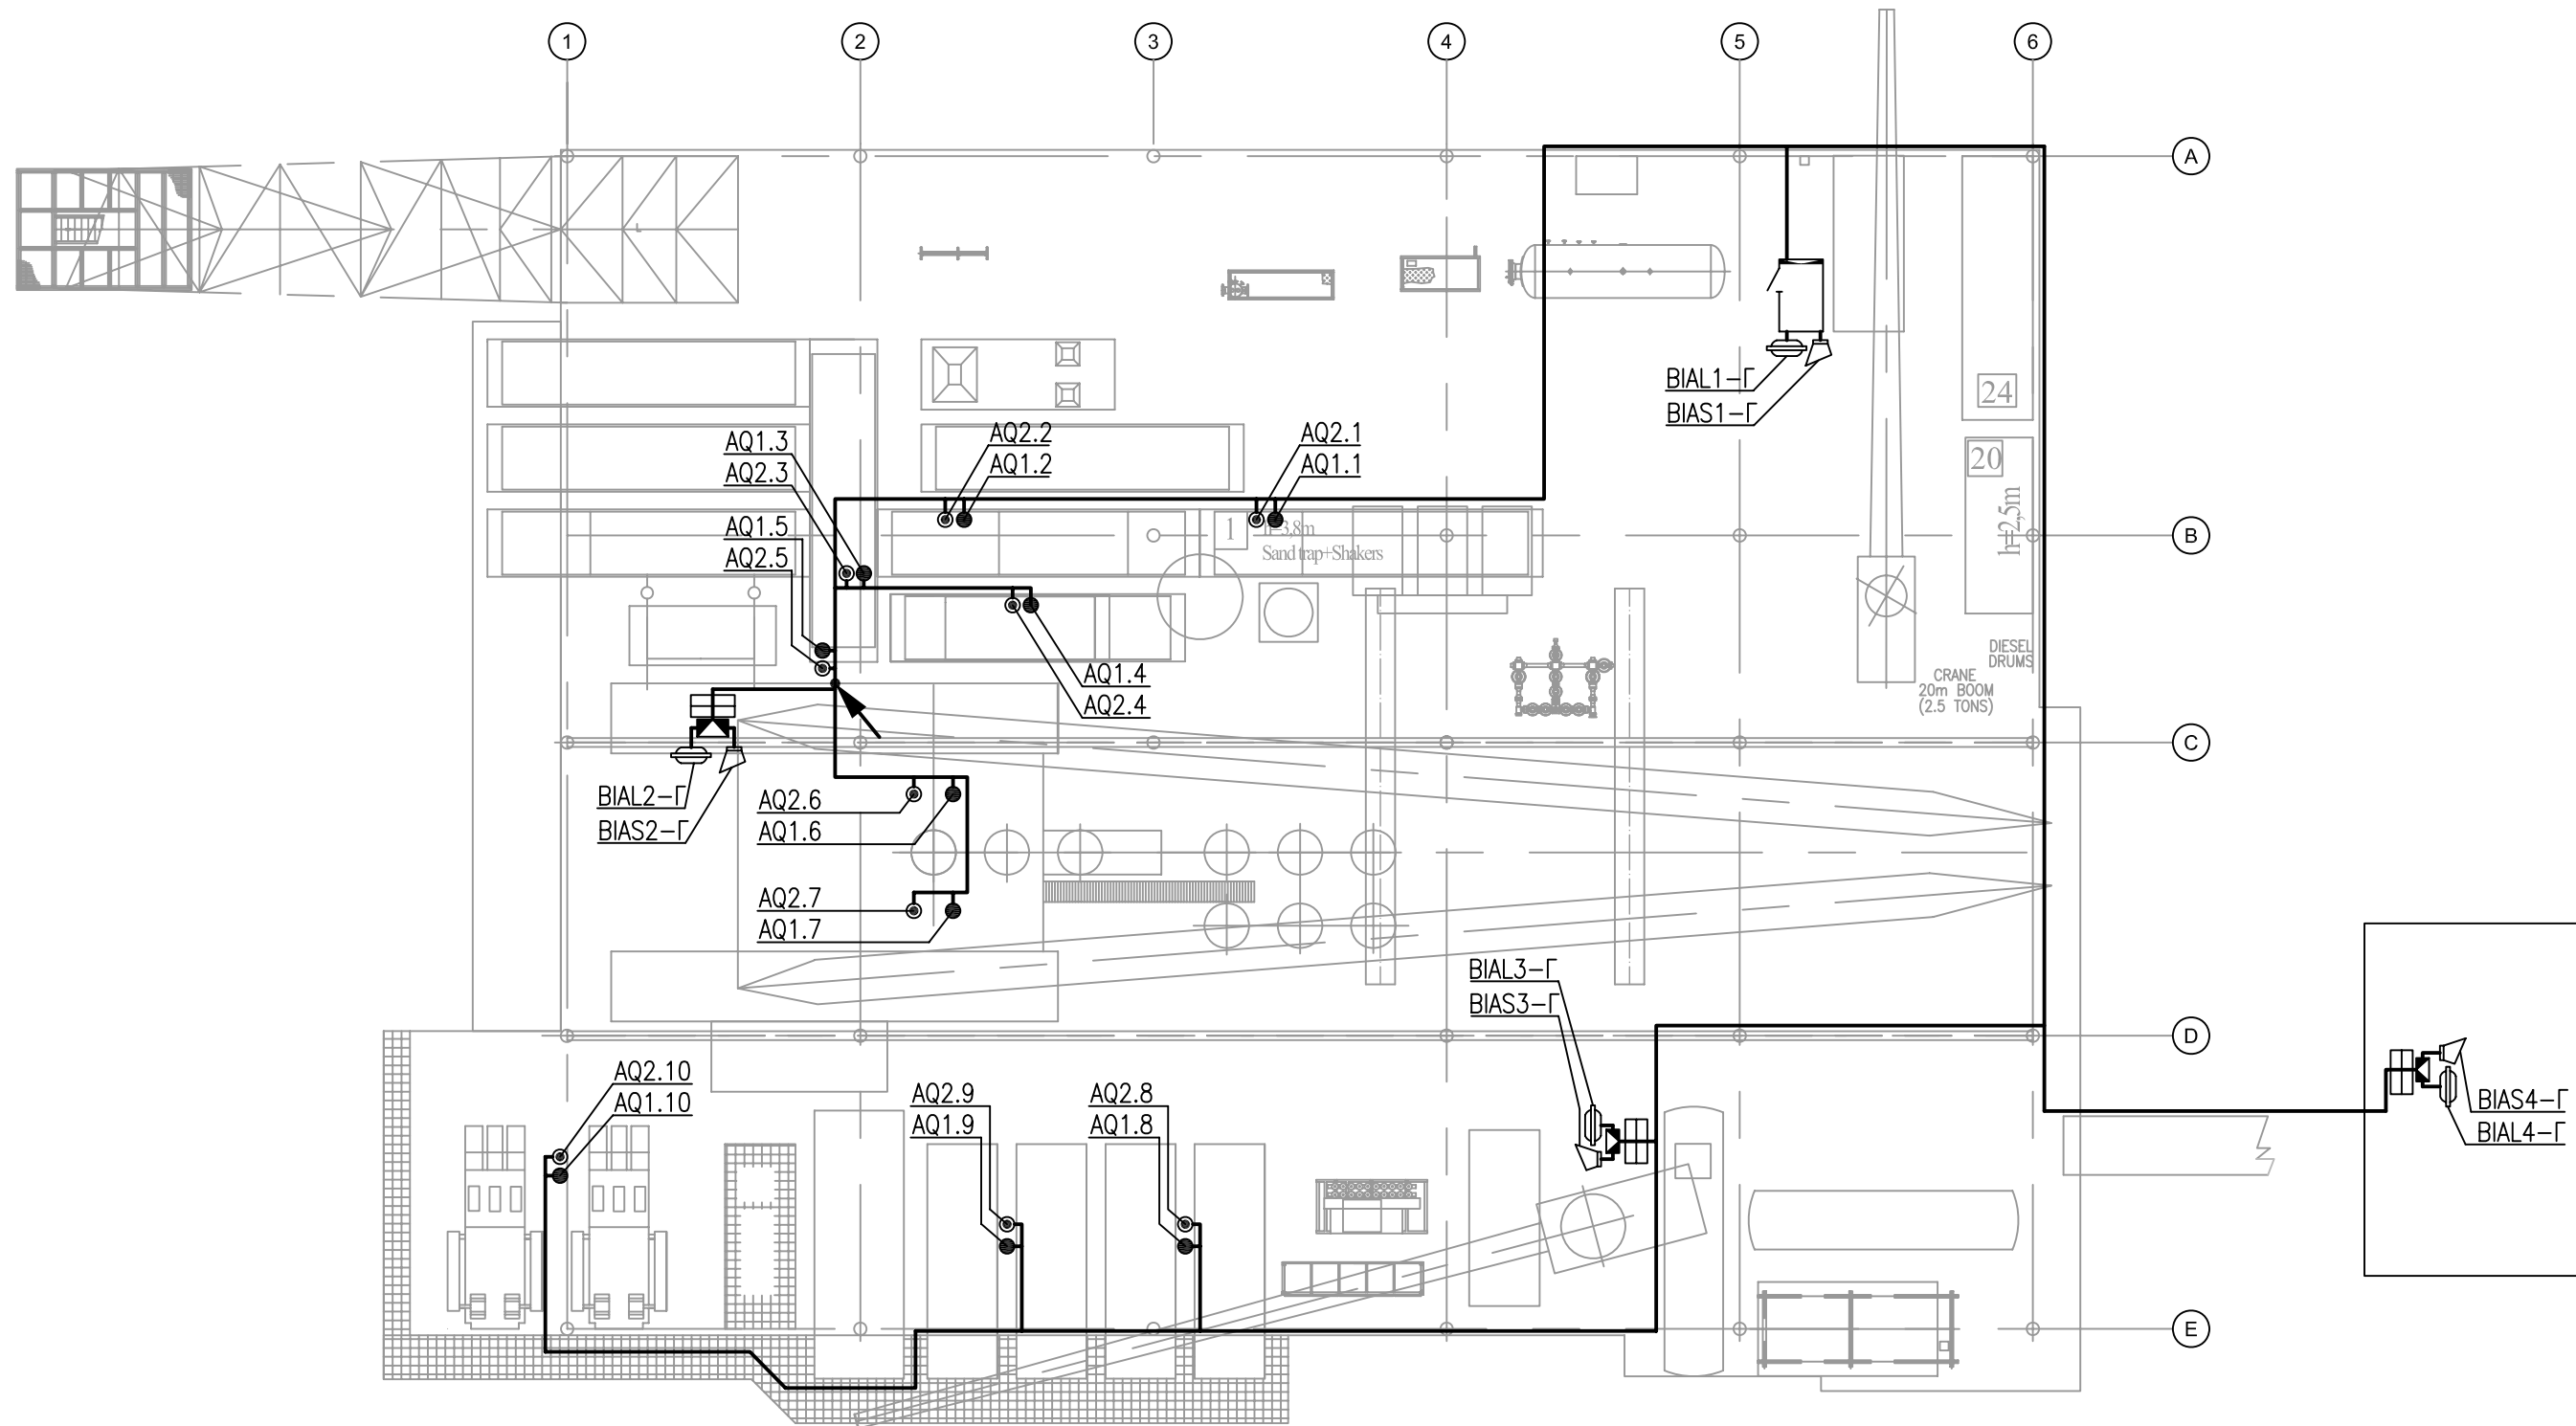 1
2
3
4
5
6
A
L
BIAL1-Г
BIAS1-Г
24
AQ1.3
AQ2.3
AQ2.2
AQ1.2
AQ2.1
AQ1.1
20
AQ1.5
AQ2.5
1
h=3,8m
Sand trap+Shakers
h=2,5m
B
DIESEL
DRUMS
CRANE
20m BOOM
(2.5 TONS)
AQ1.4
AQ2.4
C
BIAL2-Г
BIAS2-Г
AQ2.6
AQ1.6
AQ2.7
AQ1.7
BIAL3-Г
BIAS3-Г
D
AQ2.10
AQ1.10
AQ2.9
AQ1.9
AQ2.8
AQ1.8
BIAS4-Г
BIAL4-Г
E